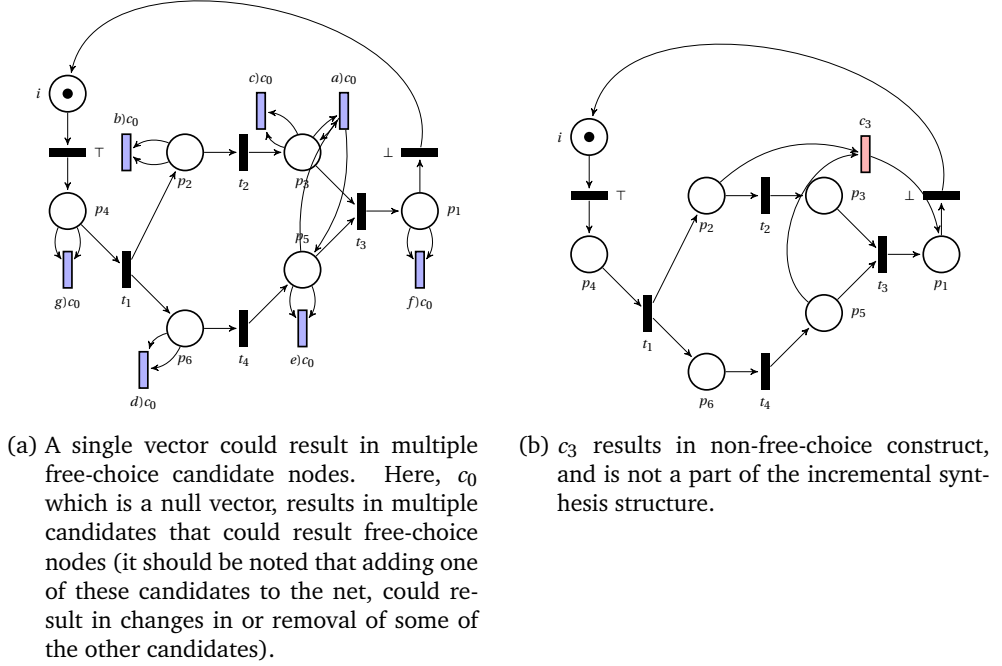 i
⊤
p4
g)c0
t1
b)c0
p2
t2
c)c0
p3
a)c0
t3
⊥
p1
f)c0
p5
e)c0
p6
t4
d)c0
i
⊤
p4
t1
p2
t2
p3
c3
⊥
p1
t3
p5
p6
t4
(a) A single vector could result in multiple
free-choice candidate nodes. Here, c0
which is a null vector, results in multiple
candidates that could result free-choice
nodes (it should be noted that adding one
of these candidates to the net, could re-
sult in changes in or removal of some of
the other candidates).
(b) c3 results in non-free-choice construct,
and is not a part of the incremental synt-
hesis structure.